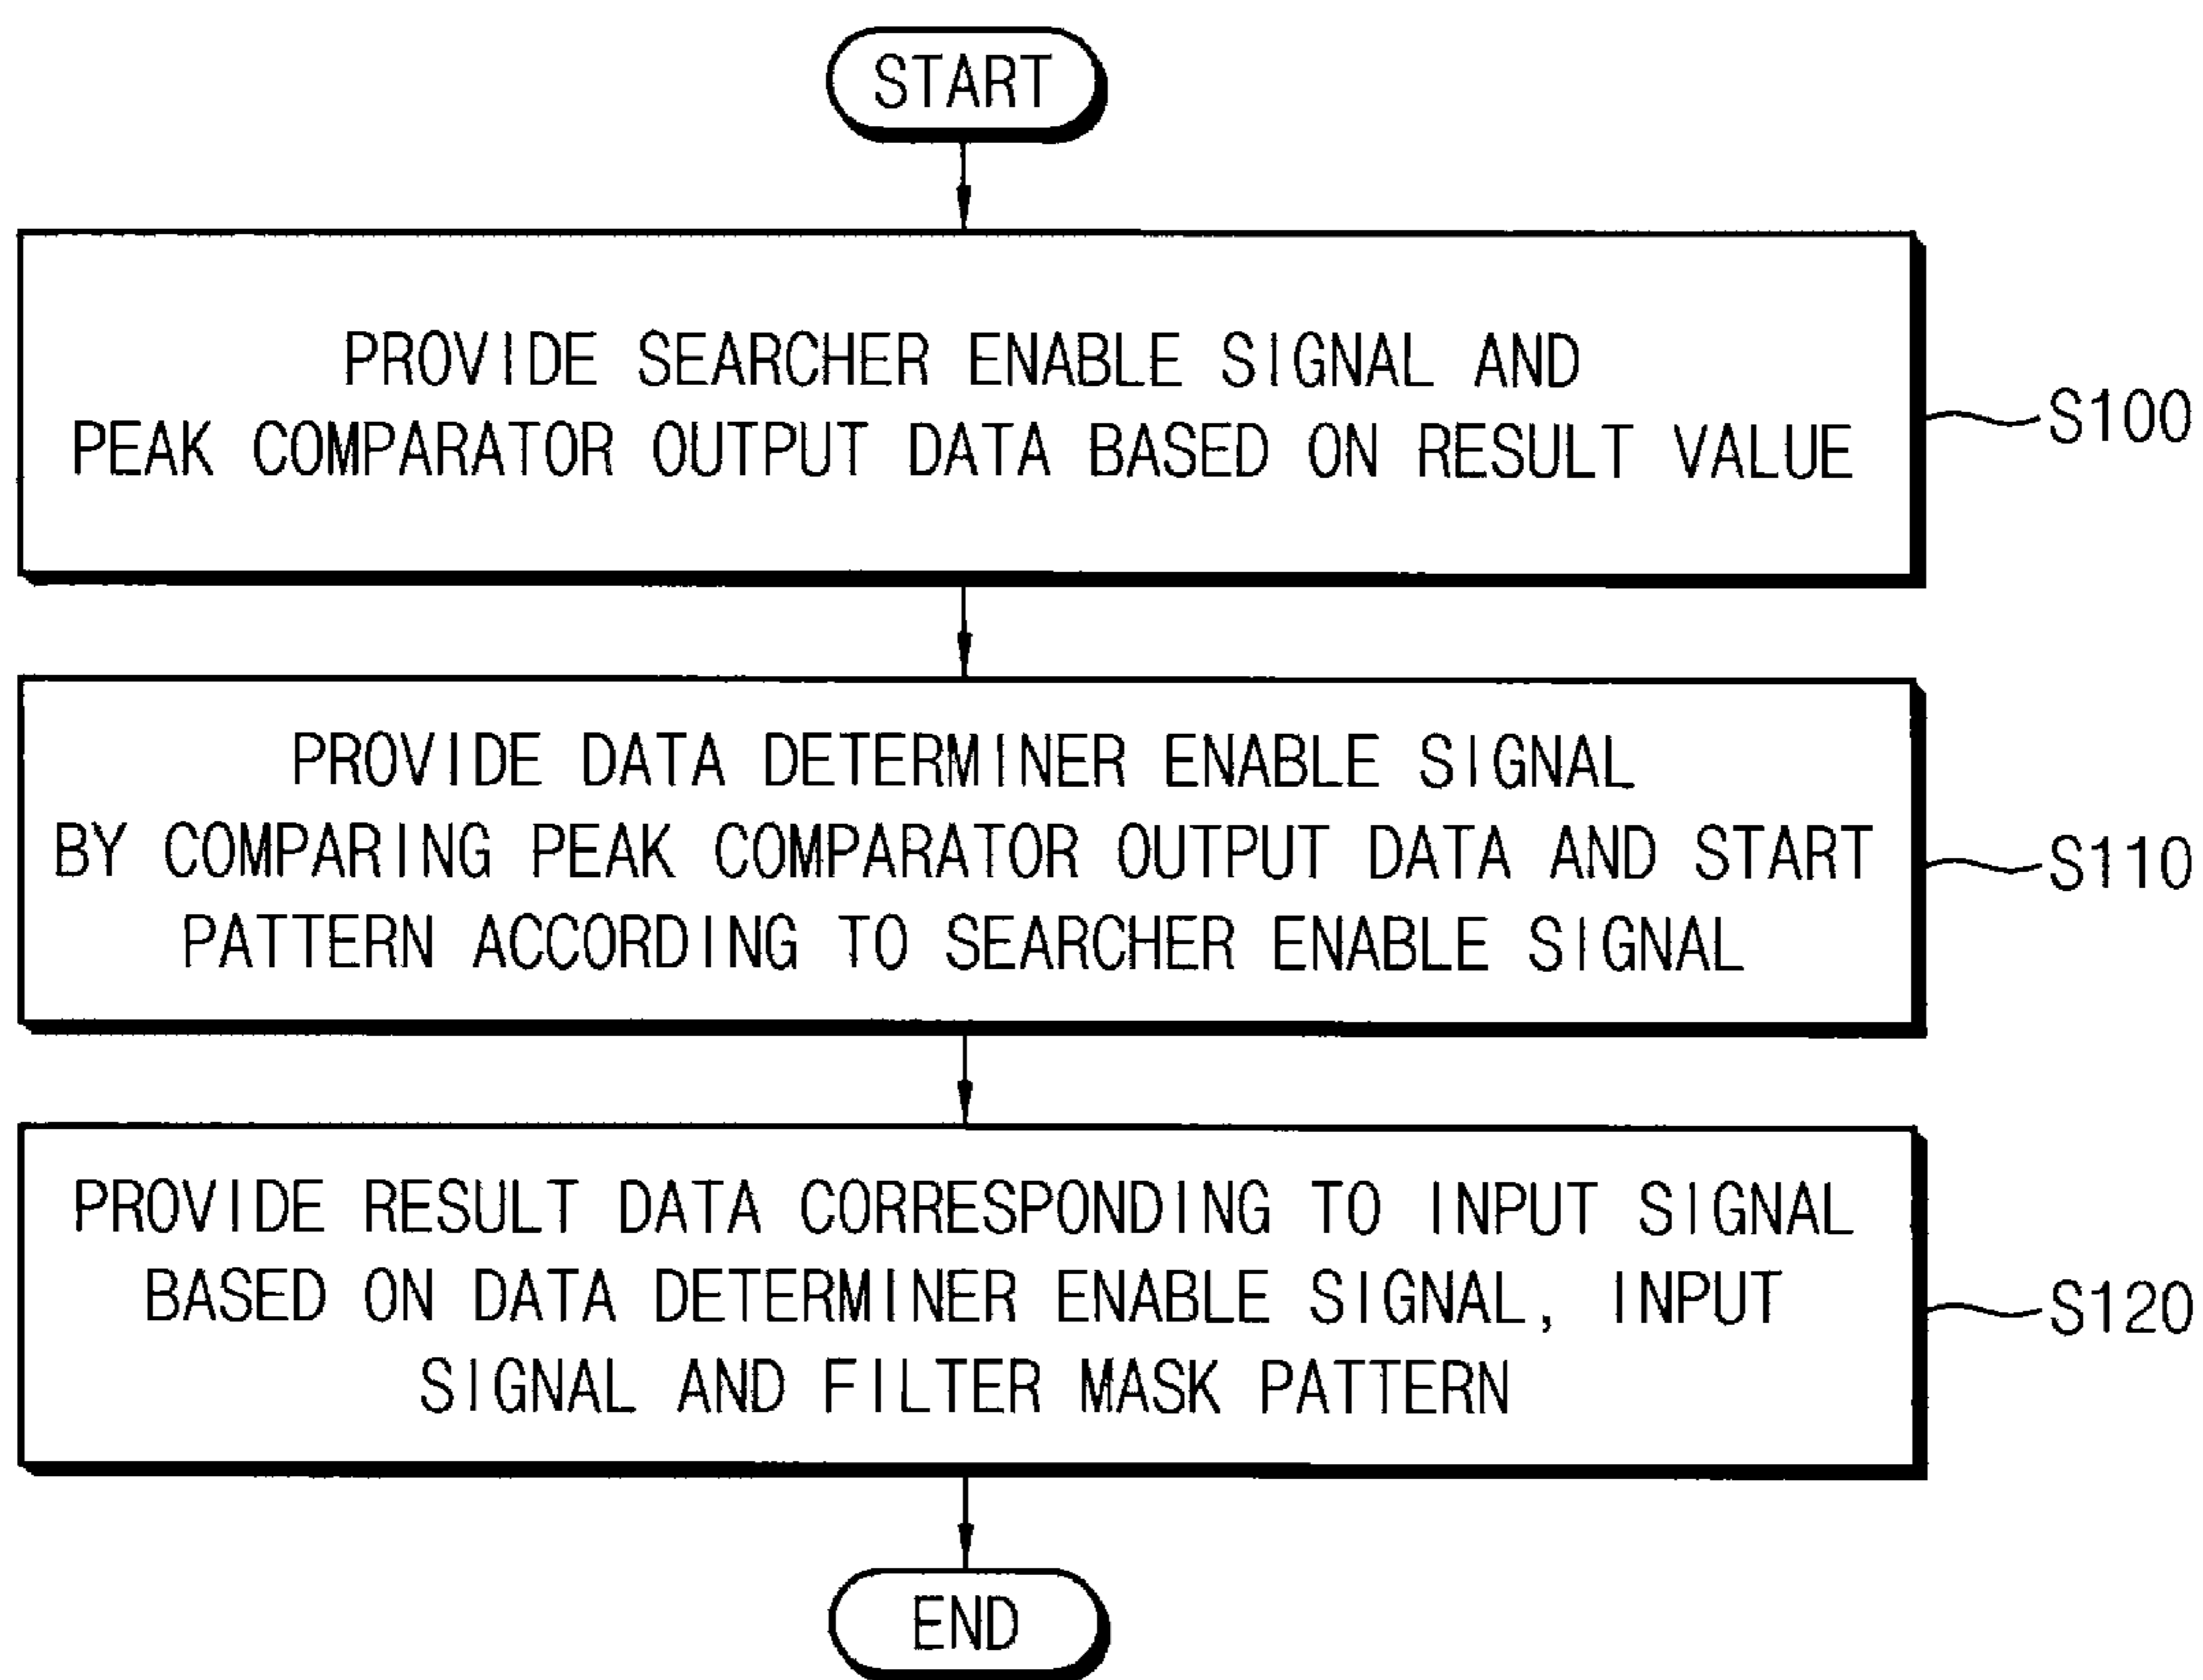 START
PROVIDE SEARCHER ENABLE SIGNAL AND
PEAK COMPARATOR OUTPUT DATA BASED ON RESULT VALUE
S100
PROVIDE DATA DETERMINER ENABLE SIGNAL
BY COMPARING PEAK COMPARATOR OUTPUT DATA AND START
PATTERN ACCORDING TO SEARCHER ENABLE SIGNAL
S110
PROVIDE RESULT DATA CORRESPONDING TO INPUT SIGNAL
BASED ON DATA DETERMINER ENABLE SIGNAL, INPUT
SIGNAL AND FILTER MASK PATTERN
S120
END